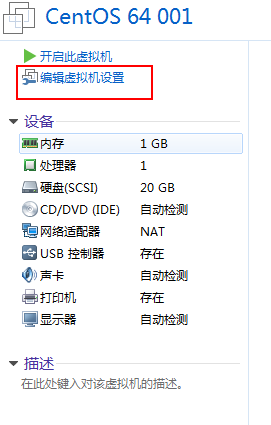 CentOS 64 001
开启此虚拟机
编辑虚拟机设置
设备
内存 1 GB
处理器 1
硬盘(SCSI) 20 GB
CD/DVD (IDE) 自动检测
网络适配器 NAT
USB 控制器 存在
声卡 自动检测
打印机 存在
显示器 自动检测
描述
在此处键入对该虚拟机的描述。